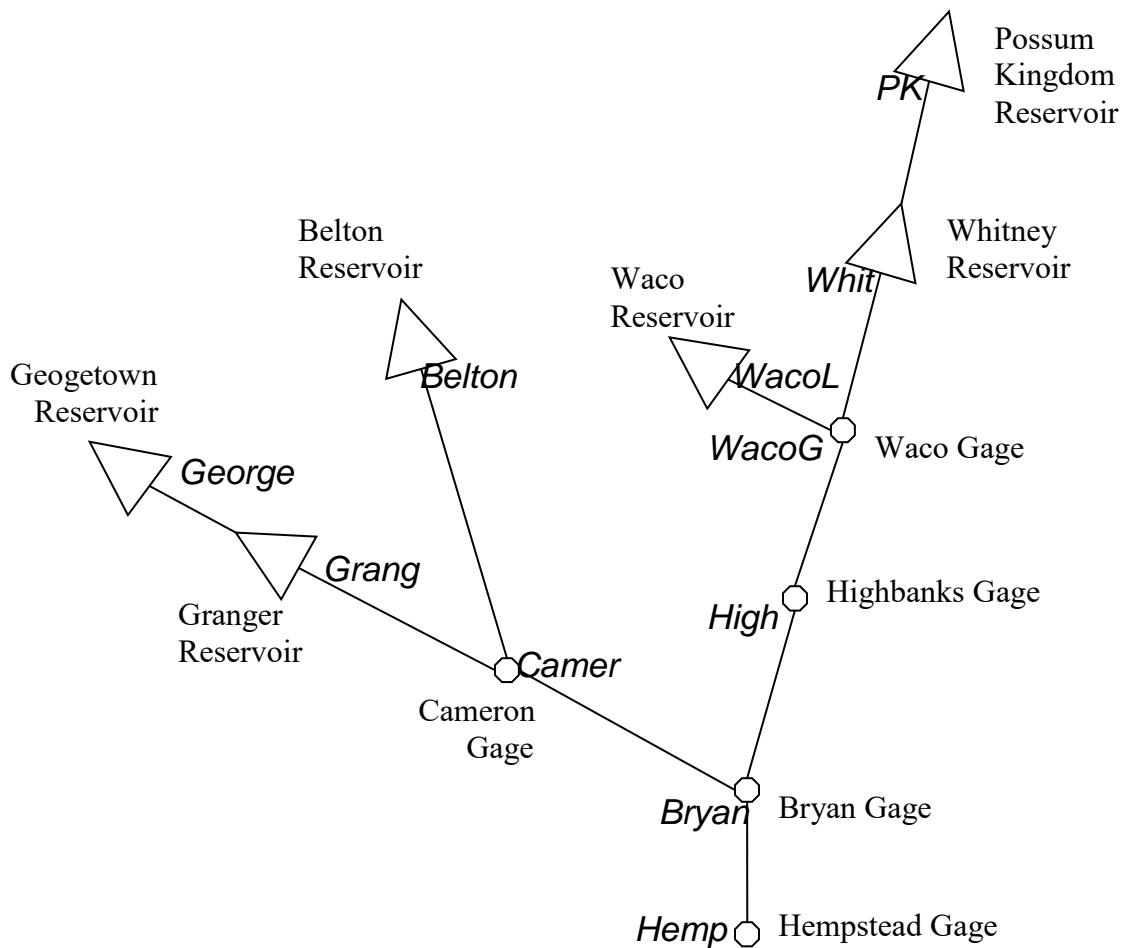 Possum
Kingdom
Reservoir
PK
Belton
Reservoir
Whitney
Reservoir
Whit
Waco
Reservoir
Geogetown
Reservoir
Belton
WacoL
WacoG
Waco Gage
George
Grang
Granger
Reservoir
High
Highbanks Gage
Camer
Cameron
Gage
Bryan
Bryan Gage
Hemp
Hempstead Gage